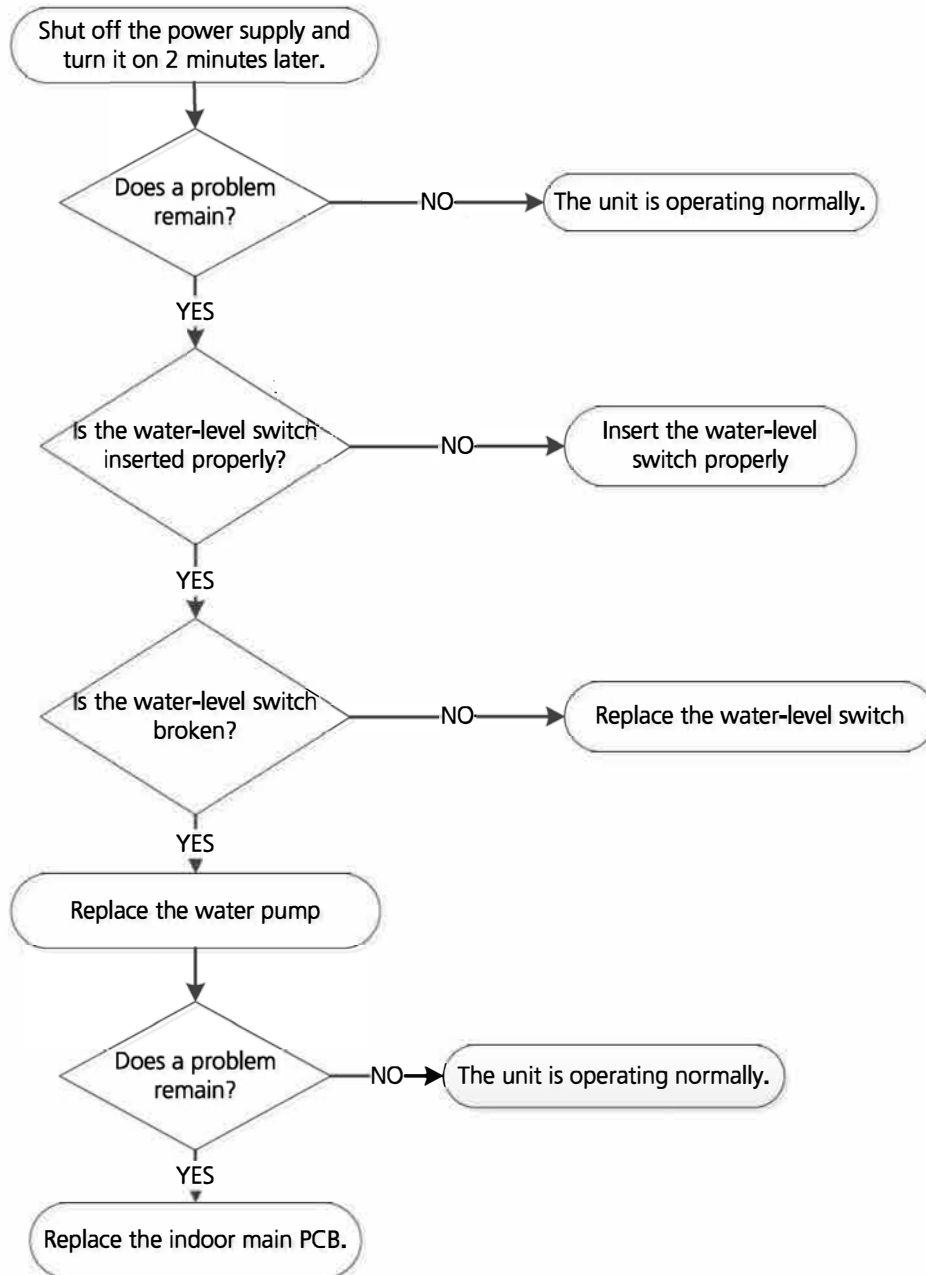 Shut off the power supply and
turn it on 2 minutes later.
Does a problem
remain?
NO
The unit is operating normally.
YES
Is the water-level switch
inserted properly?
NO
Insert the water-level
switch properly
YES
Is the water-level switch
broken?
NO
Replace the water-level switch
YES
Replace the water pump
Does a problem
remain?
NO
The unit is operating normally.
YES
Replace the indoor main PCB.